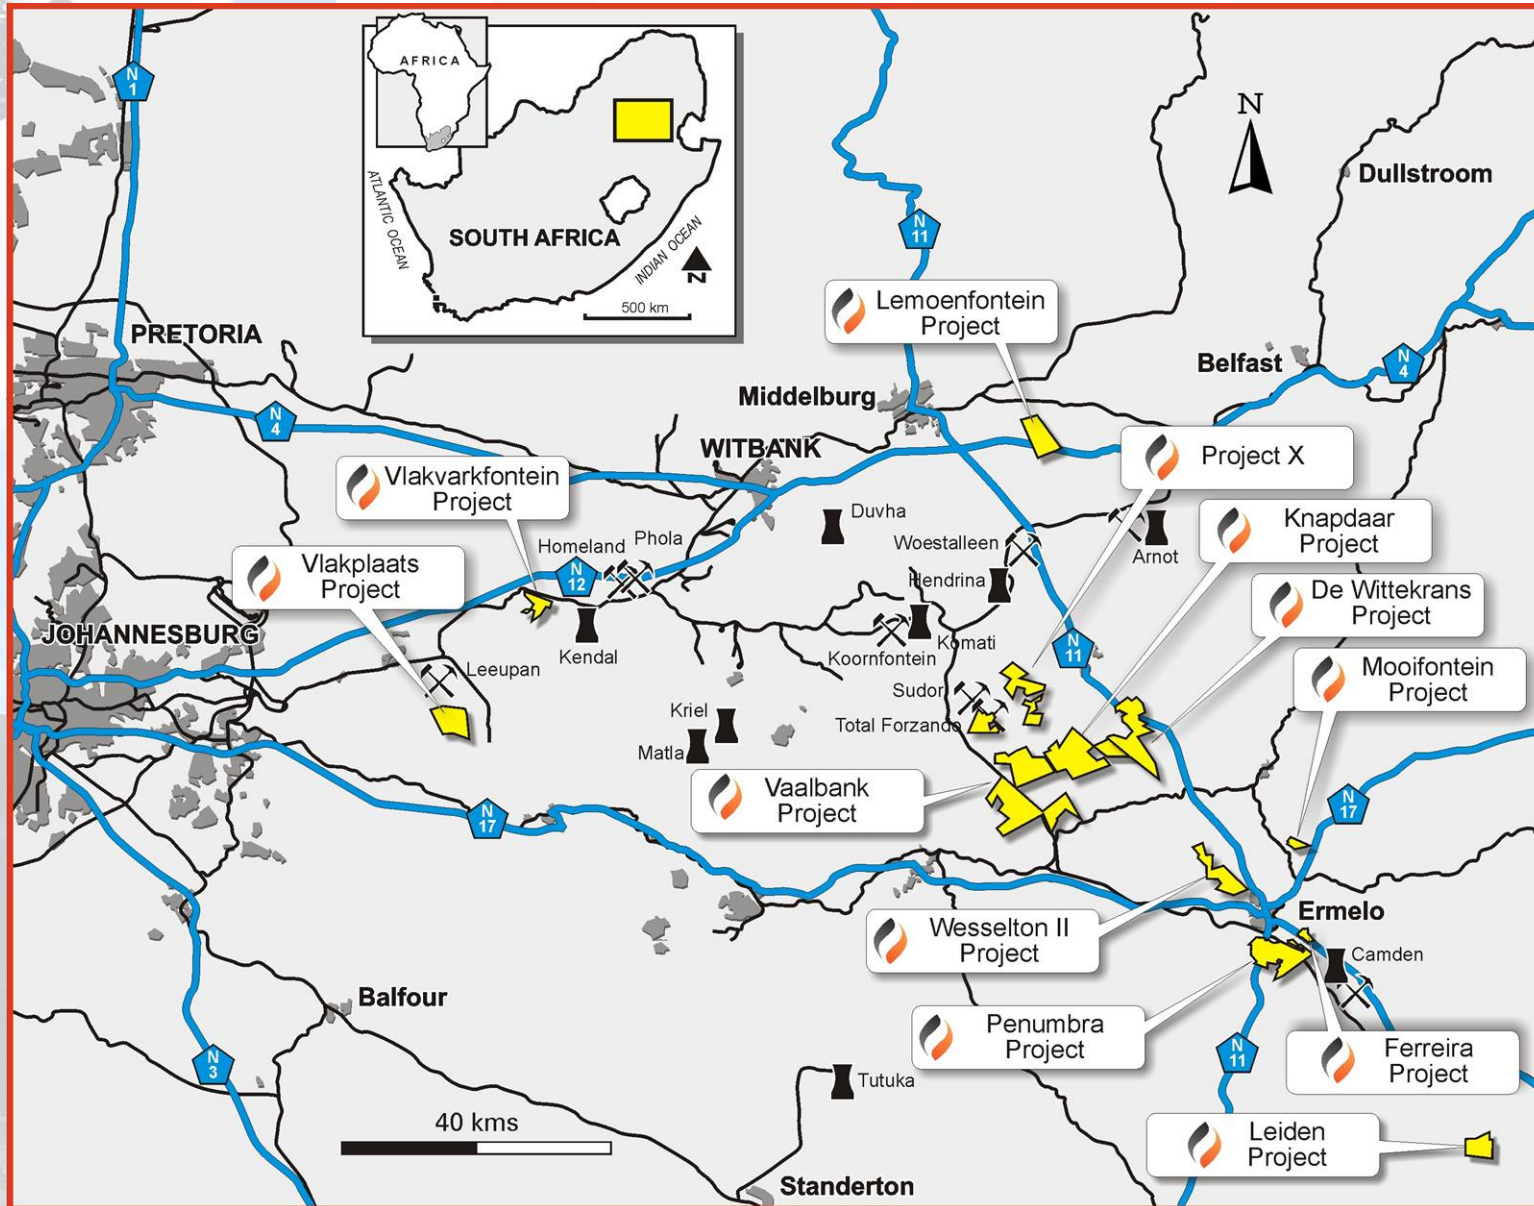 N
1
AFRICA
ATLANTIC OCEAN
SOUTH AFRICA
INDIAN OCEAN
N
500 km
N
11
N
Dullstroom
Lemoenfontein
Project
PRETORIA
Belfast
N
4
Middelburg
N
4
WITBANK
Project X
Vlakvarkfontein
Project
Duvha
Knapdaar
Project
Homeland
Phola
Woestalleen
Arnot
Vlakplaats
Project
N
12
Hendrina
De Wittekrans
Project
JOHANNESBURG
Kendal
Koornfontein
Komati
N
11
Leeupan
Mooifontein
Project
Sudor
Kriel
Total Forzando
Matla
Vaalbank
Project
N
17
N
17
Wesselton II
Project
Ermelo
Camden
Balfour
Penumbra
Project
N
11
Ferreira
Project
N
3
Tutuka
40 kms
Leiden
Project
Standerton